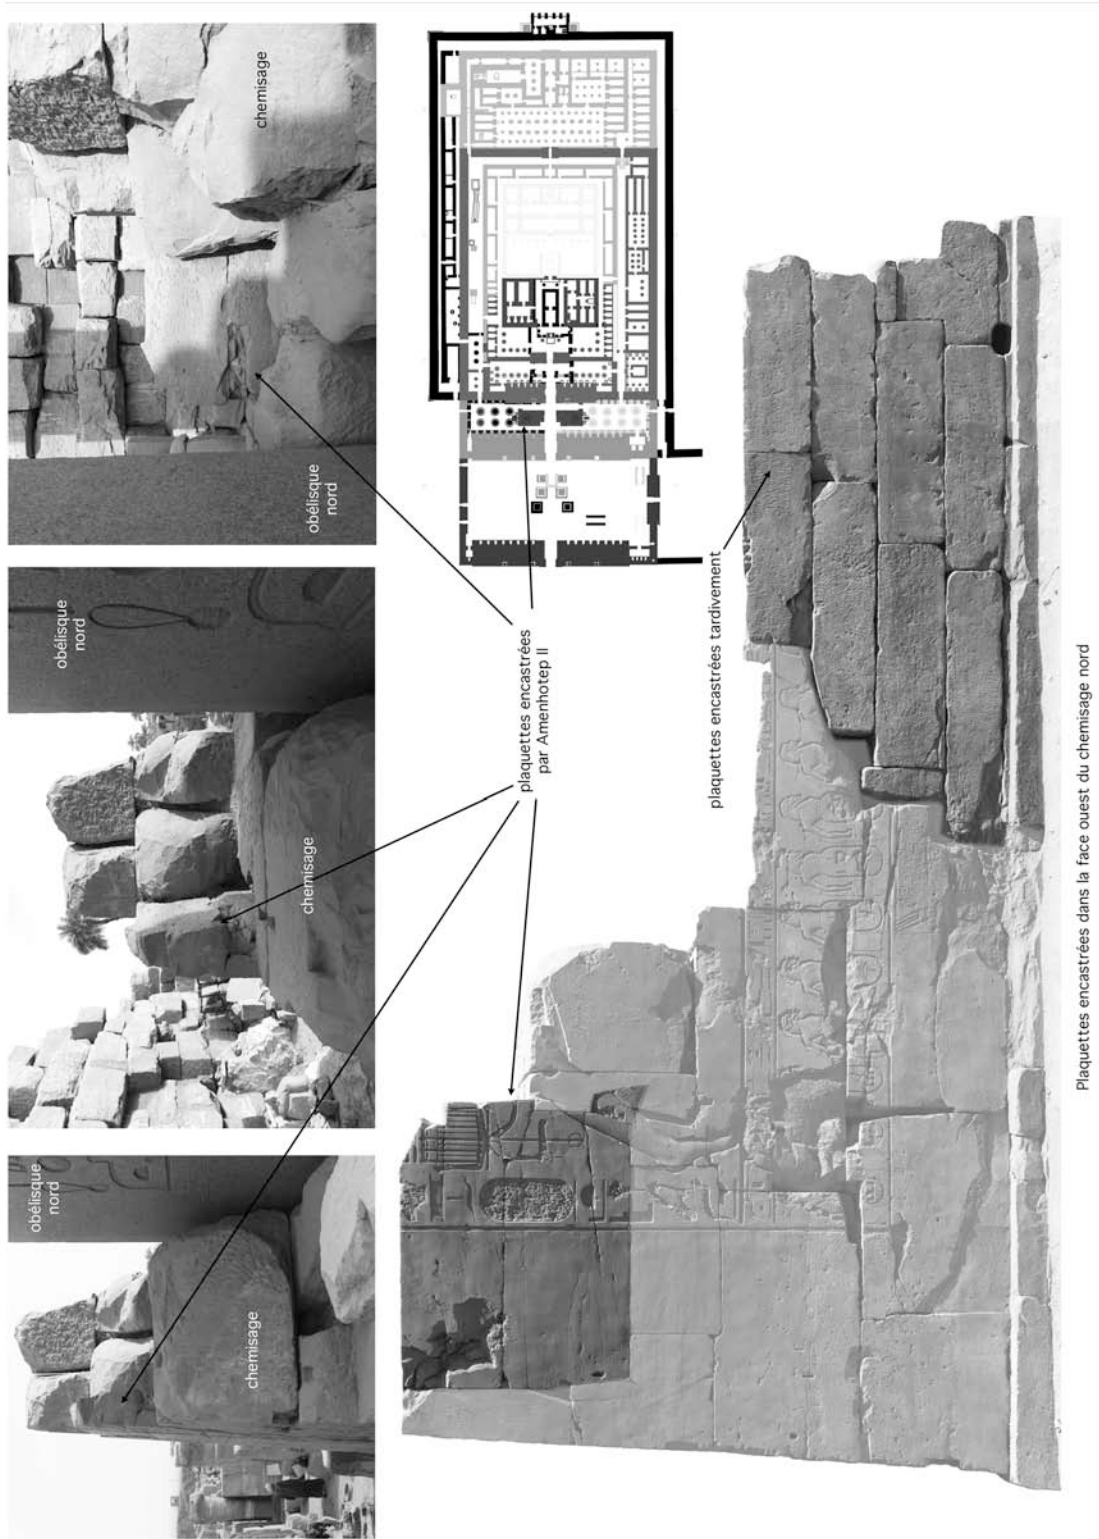 chemisage
obélisque
nord
obélisque
nord
chemisage
obélisque
nord
chemisage
plaquettes encastrées
par Amenhotep II
plaquettes encastrées tardivement
Plaquettes encastrées dans la face ouest du chemisage nord